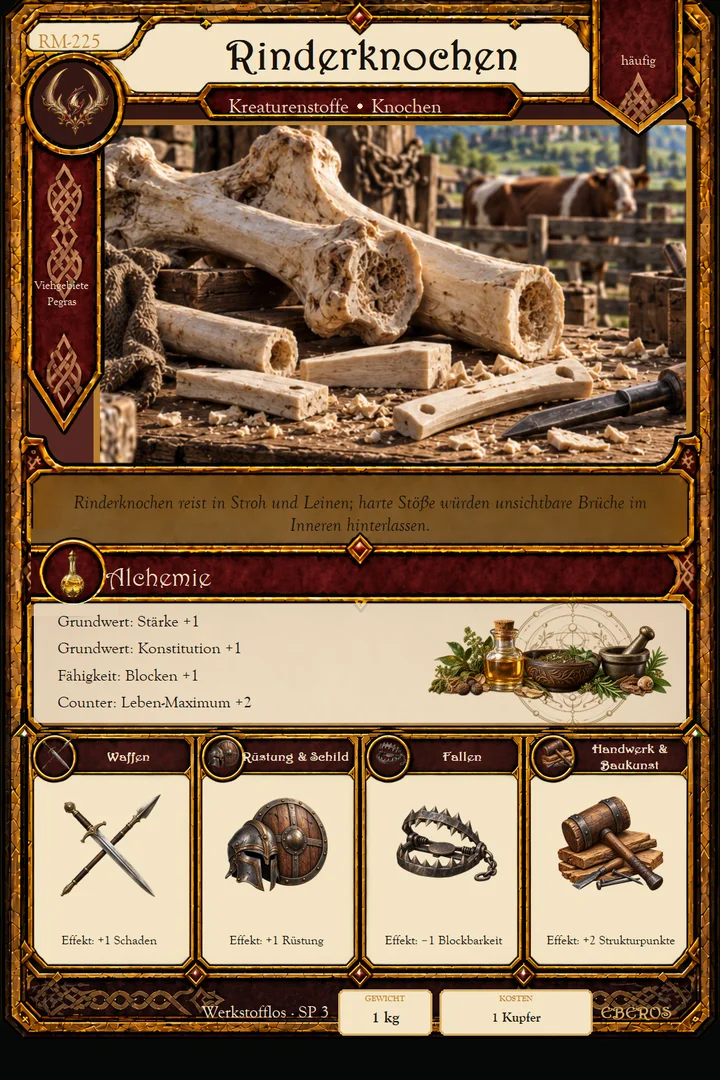 RM-225
Rinderknochen
häufig
Kreaturenstoffe • Knochen
Viehgebiete
Pegras
Rinderknochen reist in Stroh und Leinen; harte Stöße würden unsichtbare Brüche im
Inneren hinterlassen.
Alchemie
Grundwert: Stärke +1
Grundwert: Konstitution +1
Fähigkeit: Blocken +1
Counter: Leben-Maximum +2
Waffen
Rüstung & Schild
Fallen
Handwerk &
Baukunst
Effekt: +1 Schaden
Effekt: +1 Rüstung
Effekt: −1 Blockbarkeit
Effekt: +2 Strukturpunkte
Werkstofflos · SP 3
GEWICHT
1 kg
KOSTEN
1 Kupfer
EBEROS